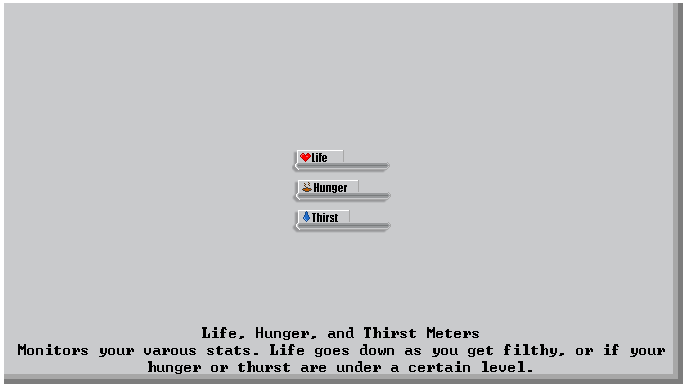 Life
Hunger
Thirst
Life, Hunger, and Thirst Meters
Monitors your varous stats. Life goes down as you get filthy, or if your
hunger or thurst are under a certain level.